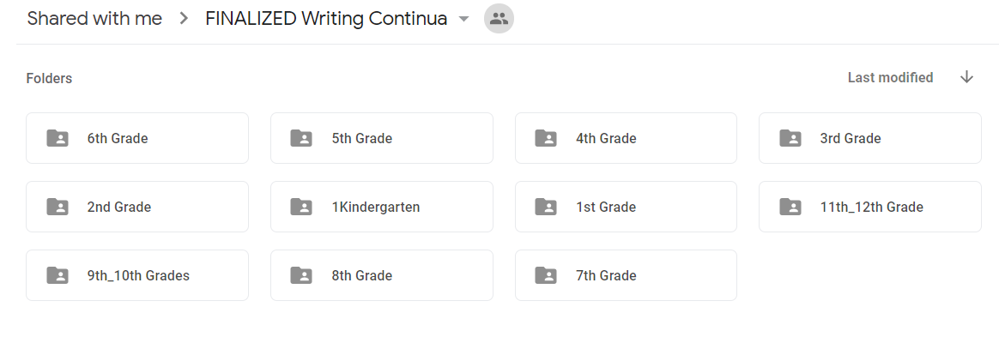 Shared with me > FINALIZED Writing Continua
Folders Last modified
6th Grade 5th Grade 4th Grade 3rd Grade
2nd Grade 1Kindergarten 1st Grade 11th_12th Grade
9th_10th Grades 8th Grade 7th Grade